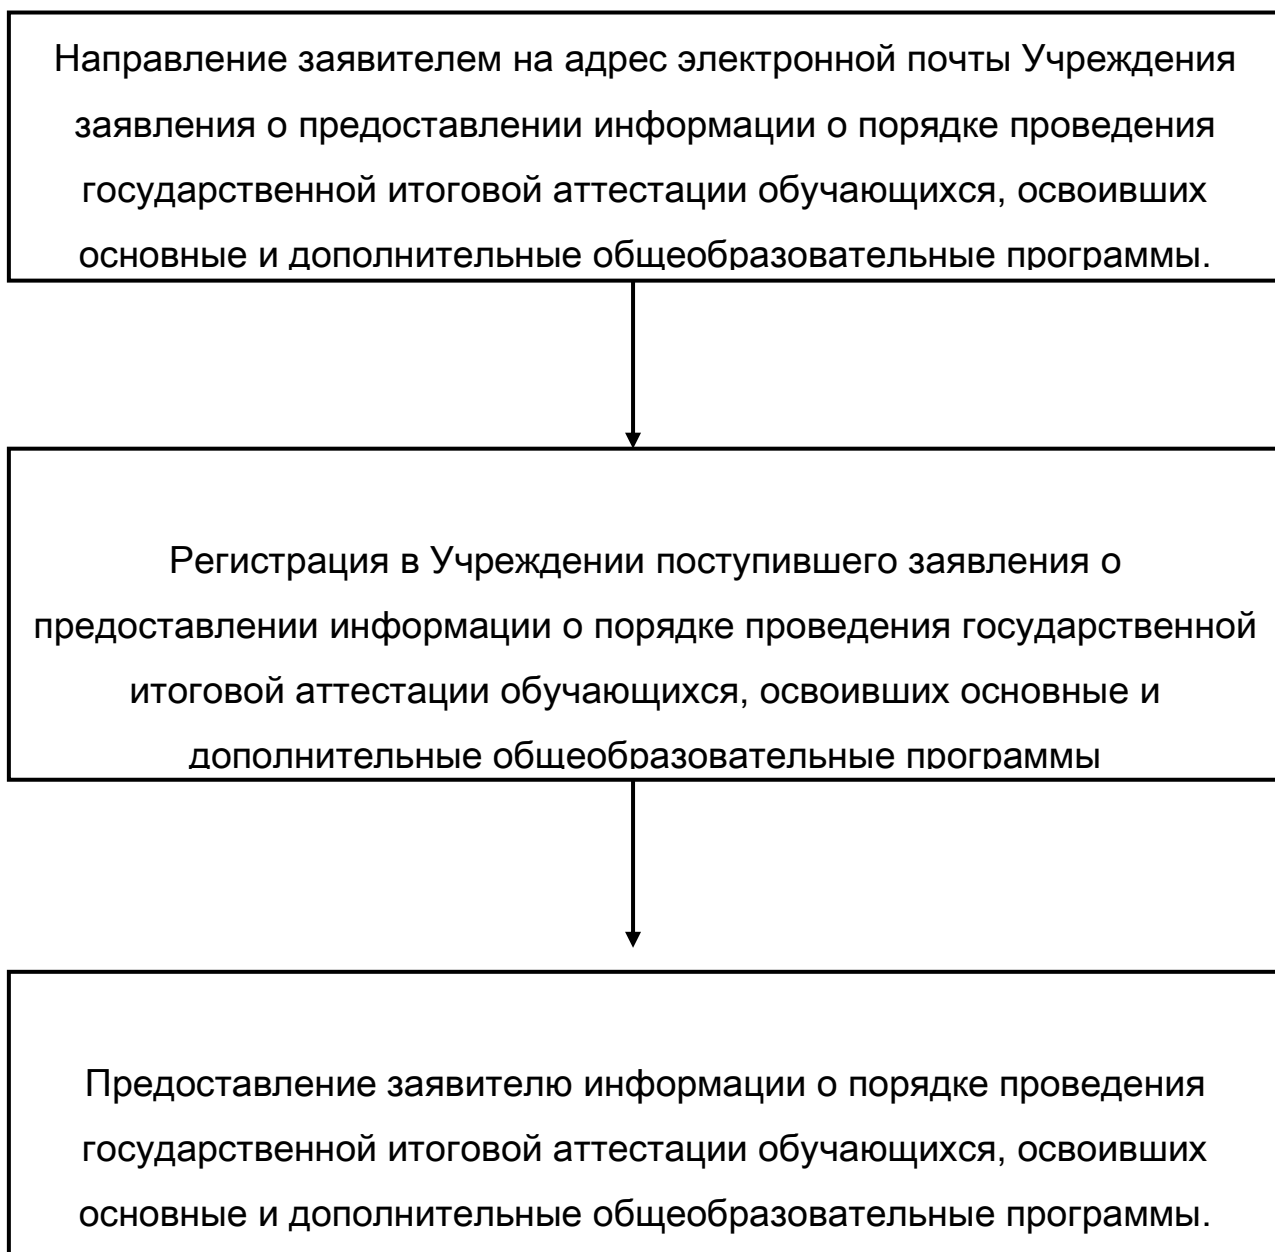 Направление заявителем на адрес электронной почты Учреждения
заявления о предоставлении информации о порядке проведения
государственной итоговой аттестации обучающихся, освоивших
основные и дополнительные общеобразовательные программы.
Регистрация в Учреждении поступившего заявления о
предоставлении информации о порядке проведения государственной
итоговой аттестации обучающихся, освоивших основные и
дополнительные общеобразовательные программы
Предоставление заявителю информации о порядке проведения
государственной итоговой аттестации обучающихся, освоивших
основные и дополнительные общеобразовательные программы.